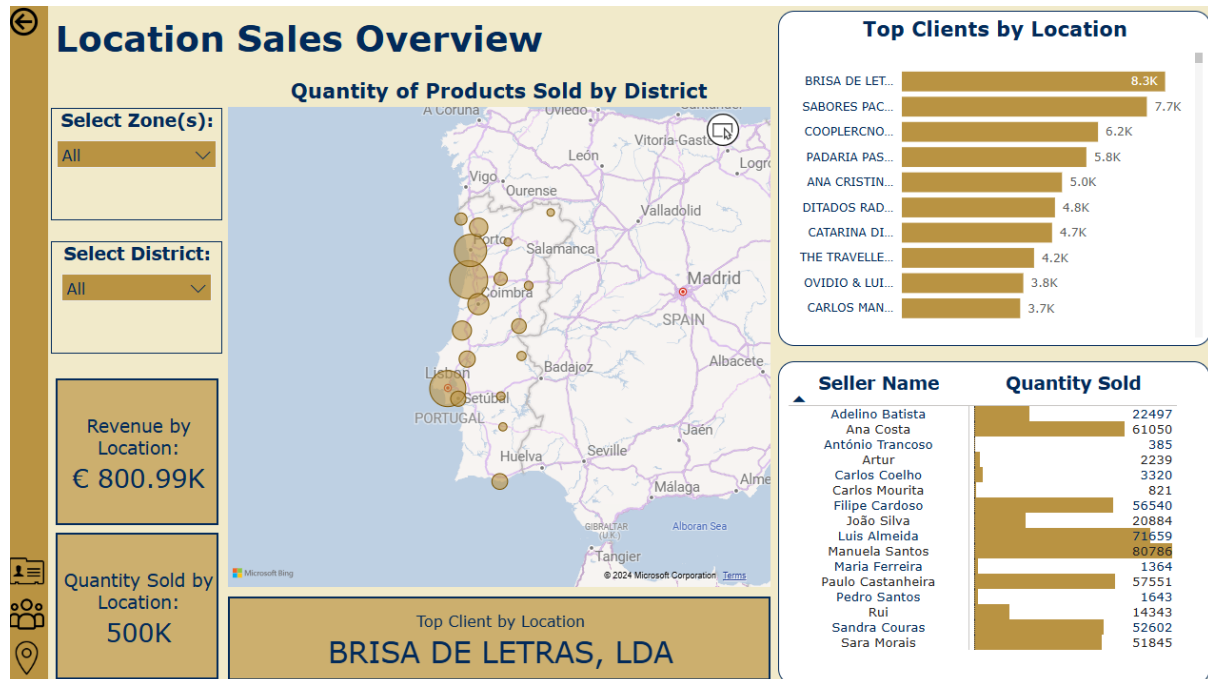 Location Sales Overview
Quantity of Products Sold by District
Select Zone(s):
All
Select District:
All
Revenue by
Location:
€ 800.99K
Quantity Sold by
Location:
500K
A Coruña
Oviedo
Santander
Vitoria-Gast
León
Logr
Vigo
Ourense
Valladolid
Porto
Salamanca
Madrid
Coimbra
SPAIN
Albacete
Lisbon
Badajoz
Setúbal
PORTUGAL
Jaén
Huelva
Seville
Málaga
Alme
GIBRALTAR
(U.K.)
Alboran Sea
Tangier
Microsoft Bing
© 2024 Microsoft Corporation Terms
Top Client by Location
BRISA DE LETRAS, LDA
Top Clients by Location
BRISA DE LET... 8.3K
SABORES PAC... 7.7K
COOPLERCNO... 6.2K
PADARIA PAS... 5.8K
ANA CRISTIN... 5.0K
DITADOS RAD... 4.8K
CATARINA DI... 4.7K
THE TRAVELLE... 4.2K
OVIDIO & LUI... 3.8K
CARLOS MAN... 3.7K
Seller Name Quantity Sold
Adelino Batista 22497
Ana Costa 61050
António Trancoso 385
Artur 2239
Carlos Coelho 3320
Carlos Mourita 821
Filipe Cardoso 56540
João Silva 20884
Luis Almeida 71659
Manuela Santos 80786
Maria Ferreira 1364
Paulo Castanheira 57551
Pedro Santos 1643
Rui 14343
Sandra Couras 52602
Sara Morais 51845